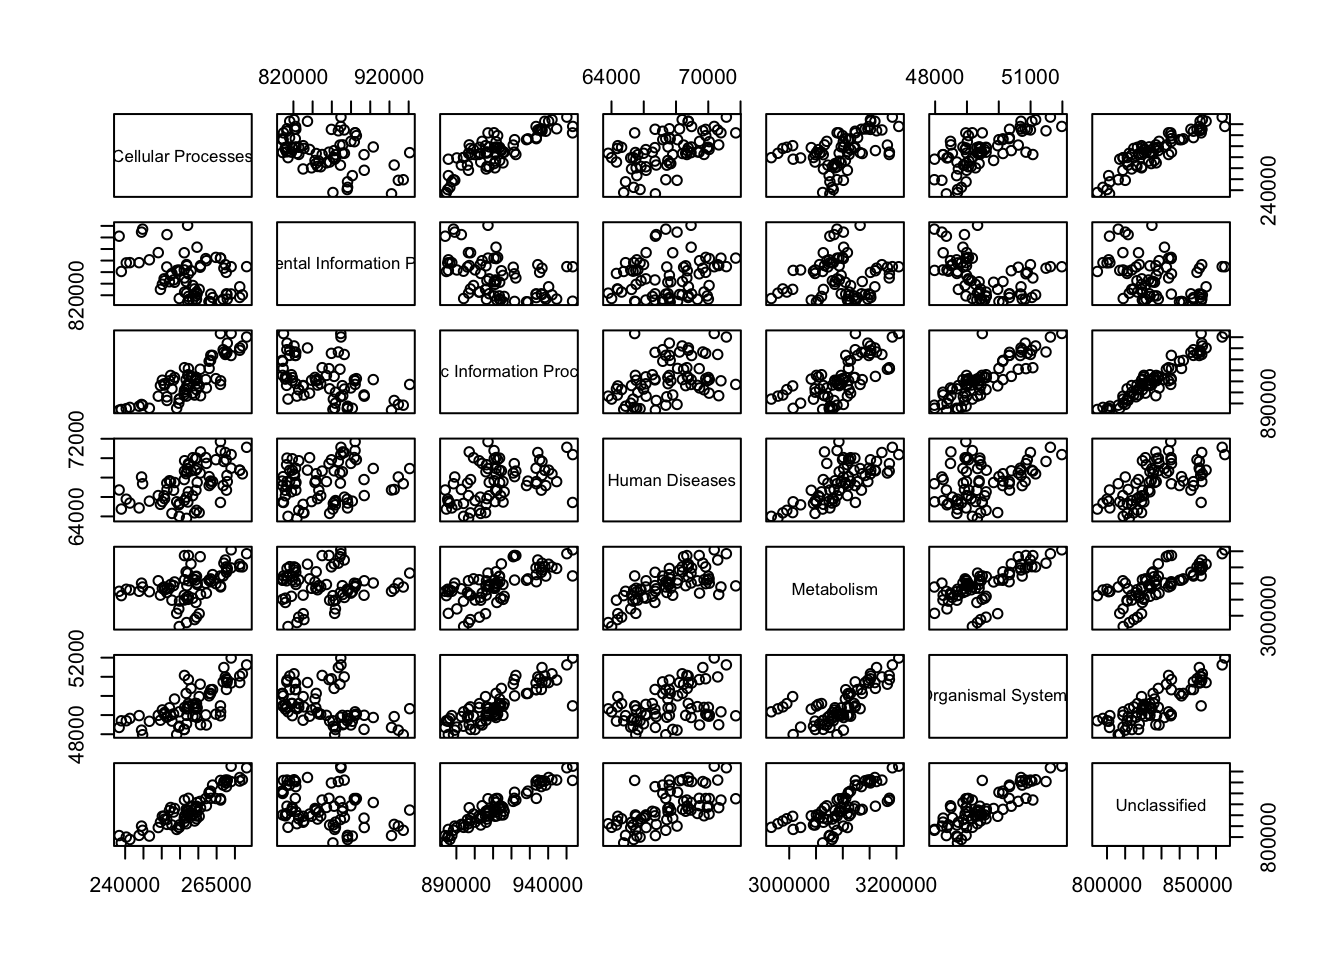 820000 920000
64000 70000
48000 51000
Cellular Processes
240000
820000
ental Information P
c Information Proc
890000
64000 72000
Human Diseases
Metabolism
3000000
48000 52000
Organismal System
Unclassified
800000
240000 265000
890000 940000
3000000 3200000
800000 850000